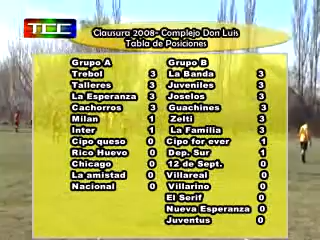 TCC
Clausura 2008- Complejo Don Luis
Tabla de Posiciones
Grupo A
Trebol 3
Talleres 3
La Esperanza 3
Cachorros 3
Milan 1
Inter 1
Cipo queso 0
Rico Huevo 0
Chicago 0
La amistad 0
Nacional 0
Grupo B
La Banda 3
Juveniles 3
Joselos 3
Guachines 3
Zelti 3
La Familia 3
Cipo for ever 1
Dep. Sur 1
12 de Sept. 0
Villareal 0
Villarino 0
El Serif 0
Nueva Esperanza 0
Juventus 0